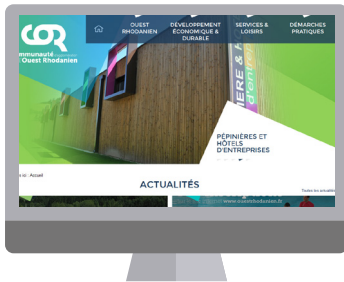 COR
mmunauté
Ouest Rhodanien
OUEST
RHODANIEN
DÉVELOPPEMENT
ÉCONOMIQUE &
DURABLE
SERVICES &
LOISIRS
DÉMARCHES
PRATIQUES
PÉPINIÈRES ET
HÔTELS
D'ENTREPRISES
: Accueil
ACTUALITÉS
Toutes les actualités
www.ouestrhodanien.fr